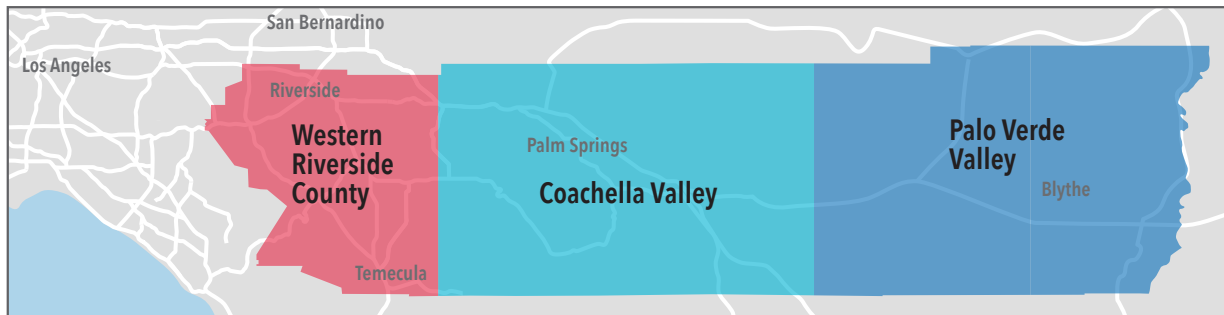 San Bernardino
Los Angeles
Riverside
Western
Riverside
County
Palm Springs
Coachella Valley
Palo Verde
Valley
Blythe
Temecula